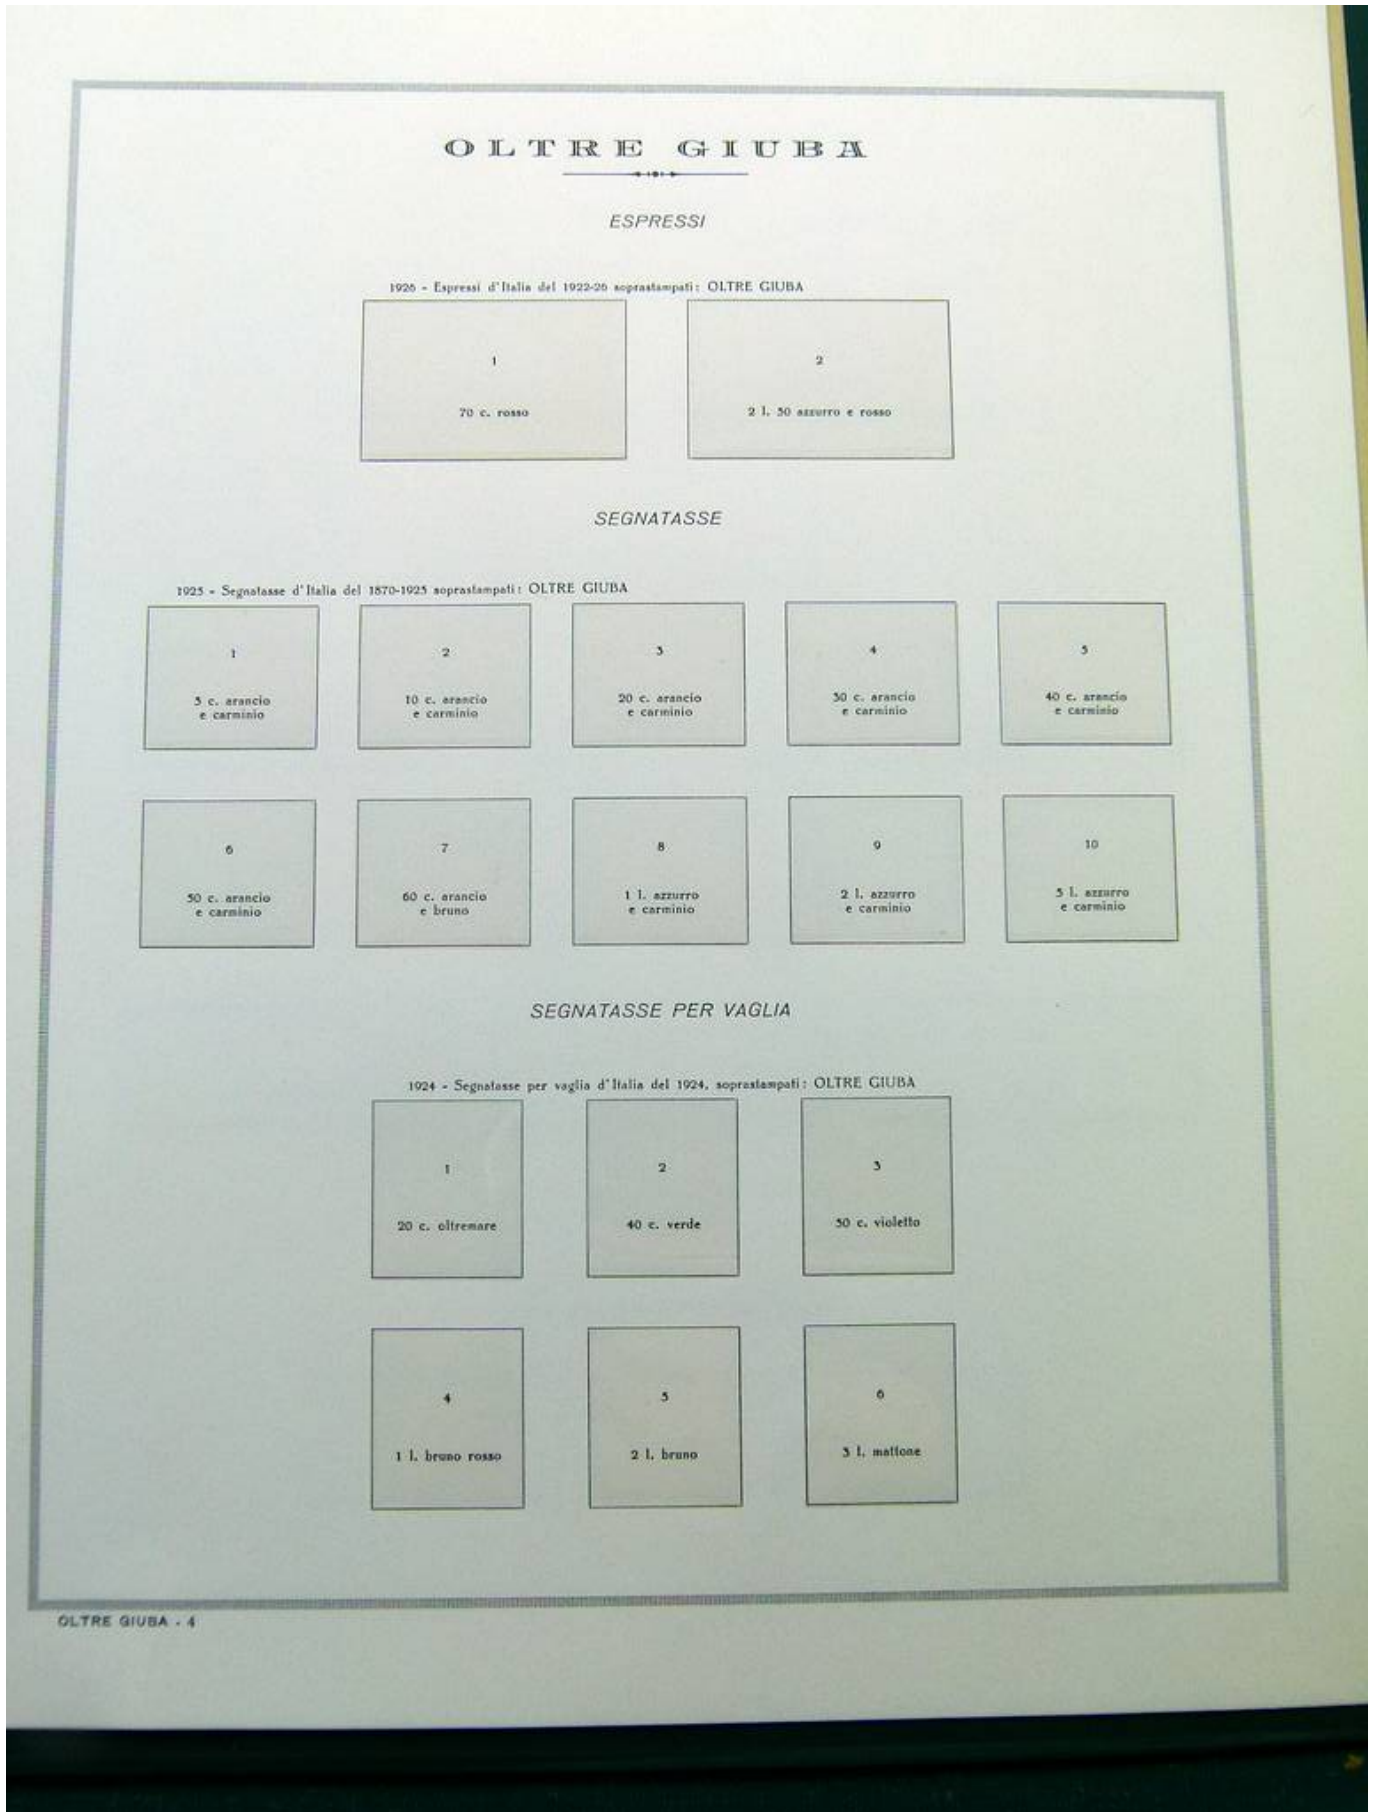 OLTRE GIUBA
ESPRESSI
1926 - Espressi d'Italia del 1922-26 soprastampati: OLTRE GIUBA
1
70 c. rosso
2
2 l. 50 azzurro e rosso
SEGNATASSE
1925 - Segnatasse d'Italia del 1870-1925 soprastampati: OLTRE GIUBA
1
5 c. arancio
e carminio
2
10 c. arancio
e carminio
3
20 c. arancio
e carminio
4
30 c. arancio
e carminio
5
40 c. arancio
e carminio
6
50 c. arancio
e carminio
7
60 c. arancio
e bruno
8
1 l. azzurro
e carminio
9
2 l. azzurro
e carminio
10
5 l. azzurro
e carminio
SEGNATASSE PER VAGLIA
1924 - Segnatasse per vaglia d'Italia del 1924, soprastampati: OLTRE GIUBA
1
20 c. oltremare
2
40 c. verde
3
50 c. violetto
4
1 l. bruno rosso
5
2 l. bruno
6
3 l. mattone
OLTRE GIUBA - 4